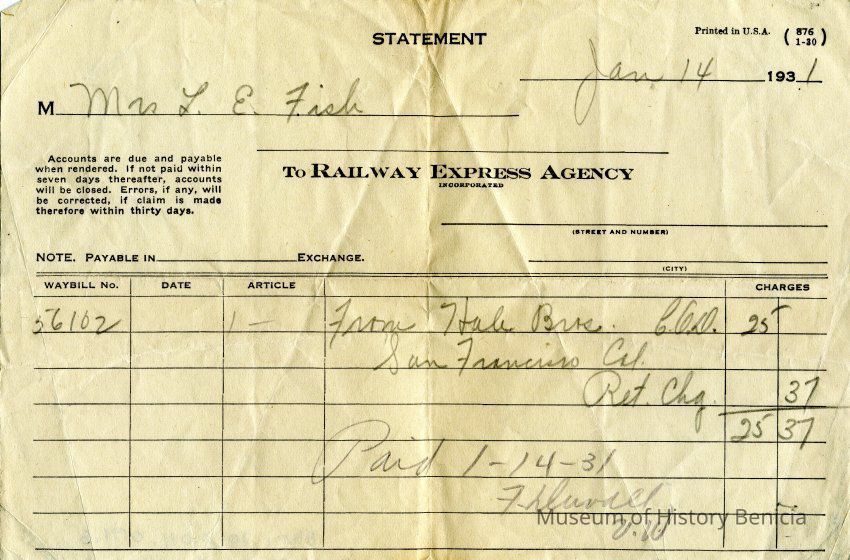 STATEMENT
Printed in U.S.A. (876 1-30)
Jan 14 1931
M Mrs L. E. Fish
Accounts are due and payable
when rendered. If not paid within
seven days thereafter, accounts
will be closed. Errors, if any, will
be corrected, if claim is made
therefore within thirty days.
TO RAILWAY EXPRESS AGENCY
INCORPORATED
(STREET AND NUMBER)
NOTE. PAYABLE IN EXCHANGE.
(CITY)
WAYBILL No. DATE ARTICLE CHARGES
56102 1 - From Hale Bros. C.O.D. 25
San Francisco Cal.
Ret. Chg. 37
25 37
Paid 1-14-31
Museum of History Benicia